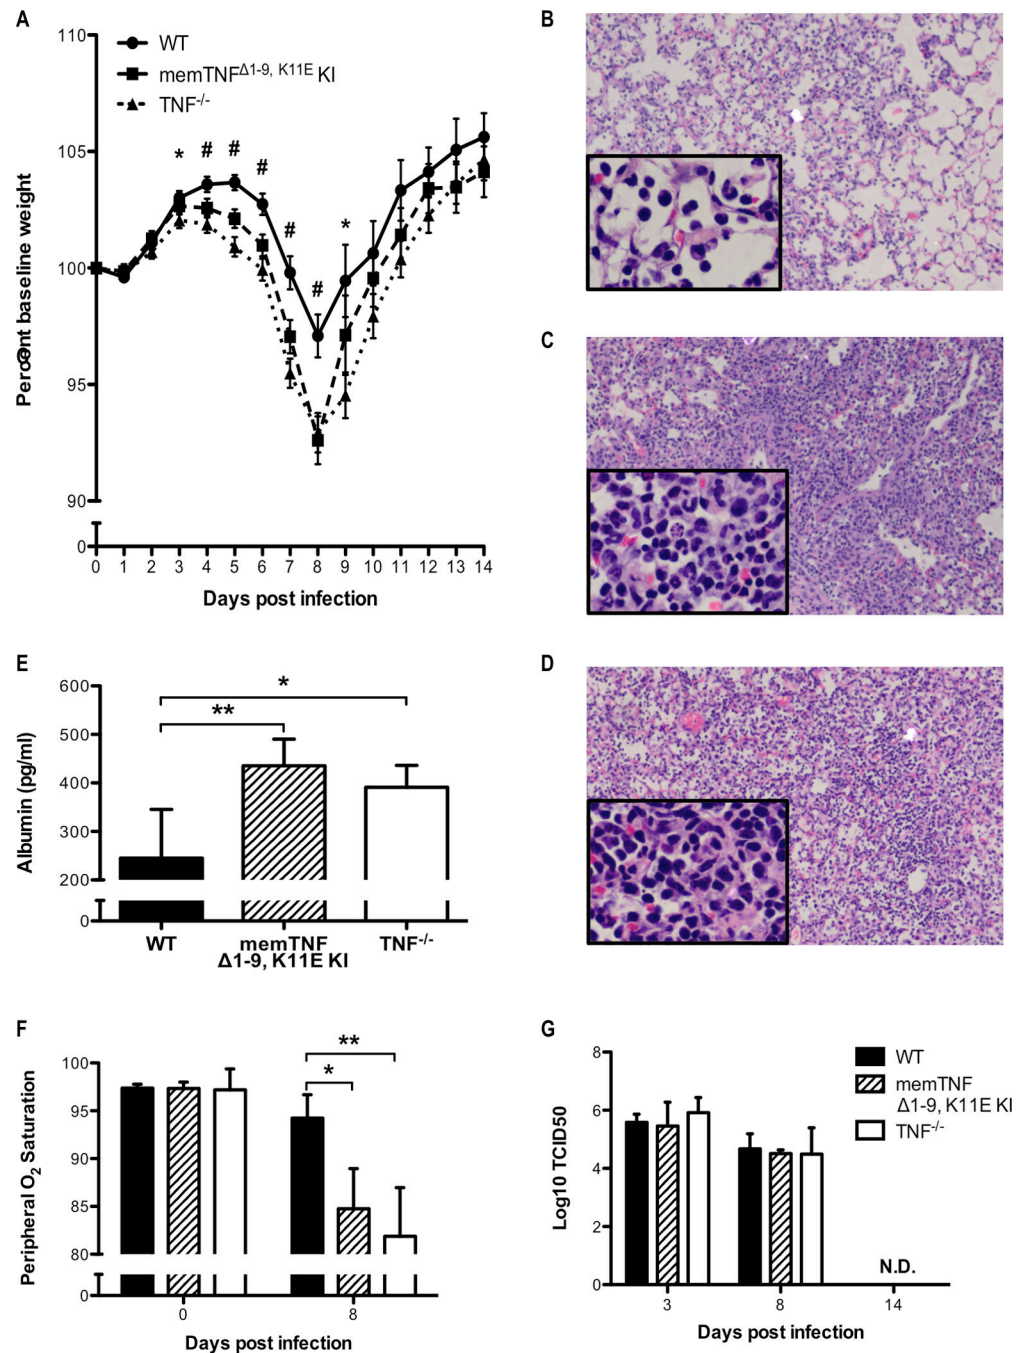 A
110
WT
memTNFΔ1-9, K11E KI
TNF-/-
105
* # # # # # *
100
95
90
0
Percent baseline weight
0 1 2 3 4 5 6 7 8 9 10 11 12 13 14
Days post infection
B
C
D
E
600
500
400
300
200
0
Albumin (pg/ml)
*
**
WT memTNF TNF-/-
Δ1-9, K11E KI
F
100
95
90
85
80
0
Peripheral O2 Saturation
**
*
0 8
Days post infection
G
8
6
4
2
0
Log10 TCID50
WT
memTNF
Δ1-9, K11E KI
TNF-/-
N.D.
3 8 14
Days post infection